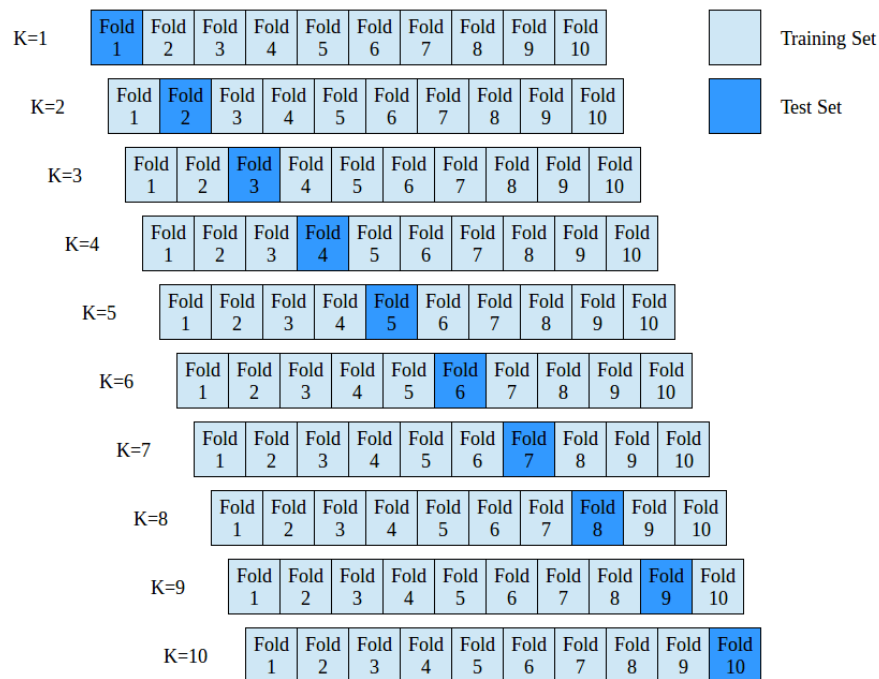 K=1 Fold 1 Fold 2 Fold 3 Fold 4 Fold 5 Fold 6 Fold 7 Fold 8 Fold 9 Fold 10 Training Set
K=2 Fold 1 Fold 2 Fold 3 Fold 4 Fold 5 Fold 6 Fold 7 Fold 8 Fold 9 Fold 10 Test Set
K=3 Fold 1 Fold 2 Fold 3 Fold 4 Fold 5 Fold 6 Fold 7 Fold 8 Fold 9 Fold 10
K=4 Fold 1 Fold 2 Fold 3 Fold 4 Fold 5 Fold 6 Fold 7 Fold 8 Fold 9 Fold 10
K=5 Fold 1 Fold 2 Fold 3 Fold 4 Fold 5 Fold 6 Fold 7 Fold 8 Fold 9 Fold 10
K=6 Fold 1 Fold 2 Fold 3 Fold 4 Fold 5 Fold 6 Fold 7 Fold 8 Fold 9 Fold 10
K=7 Fold 1 Fold 2 Fold 3 Fold 4 Fold 5 Fold 6 Fold 7 Fold 8 Fold 9 Fold 10
K=8 Fold 1 Fold 2 Fold 3 Fold 4 Fold 5 Fold 6 Fold 7 Fold 8 Fold 9 Fold 10
K=9 Fold 1 Fold 2 Fold 3 Fold 4 Fold 5 Fold 6 Fold 7 Fold 8 Fold 9 Fold 10
K=10 Fold 1 Fold 2 Fold 3 Fold 4 Fold 5 Fold 6 Fold 7 Fold 8 Fold 9 Fold 10